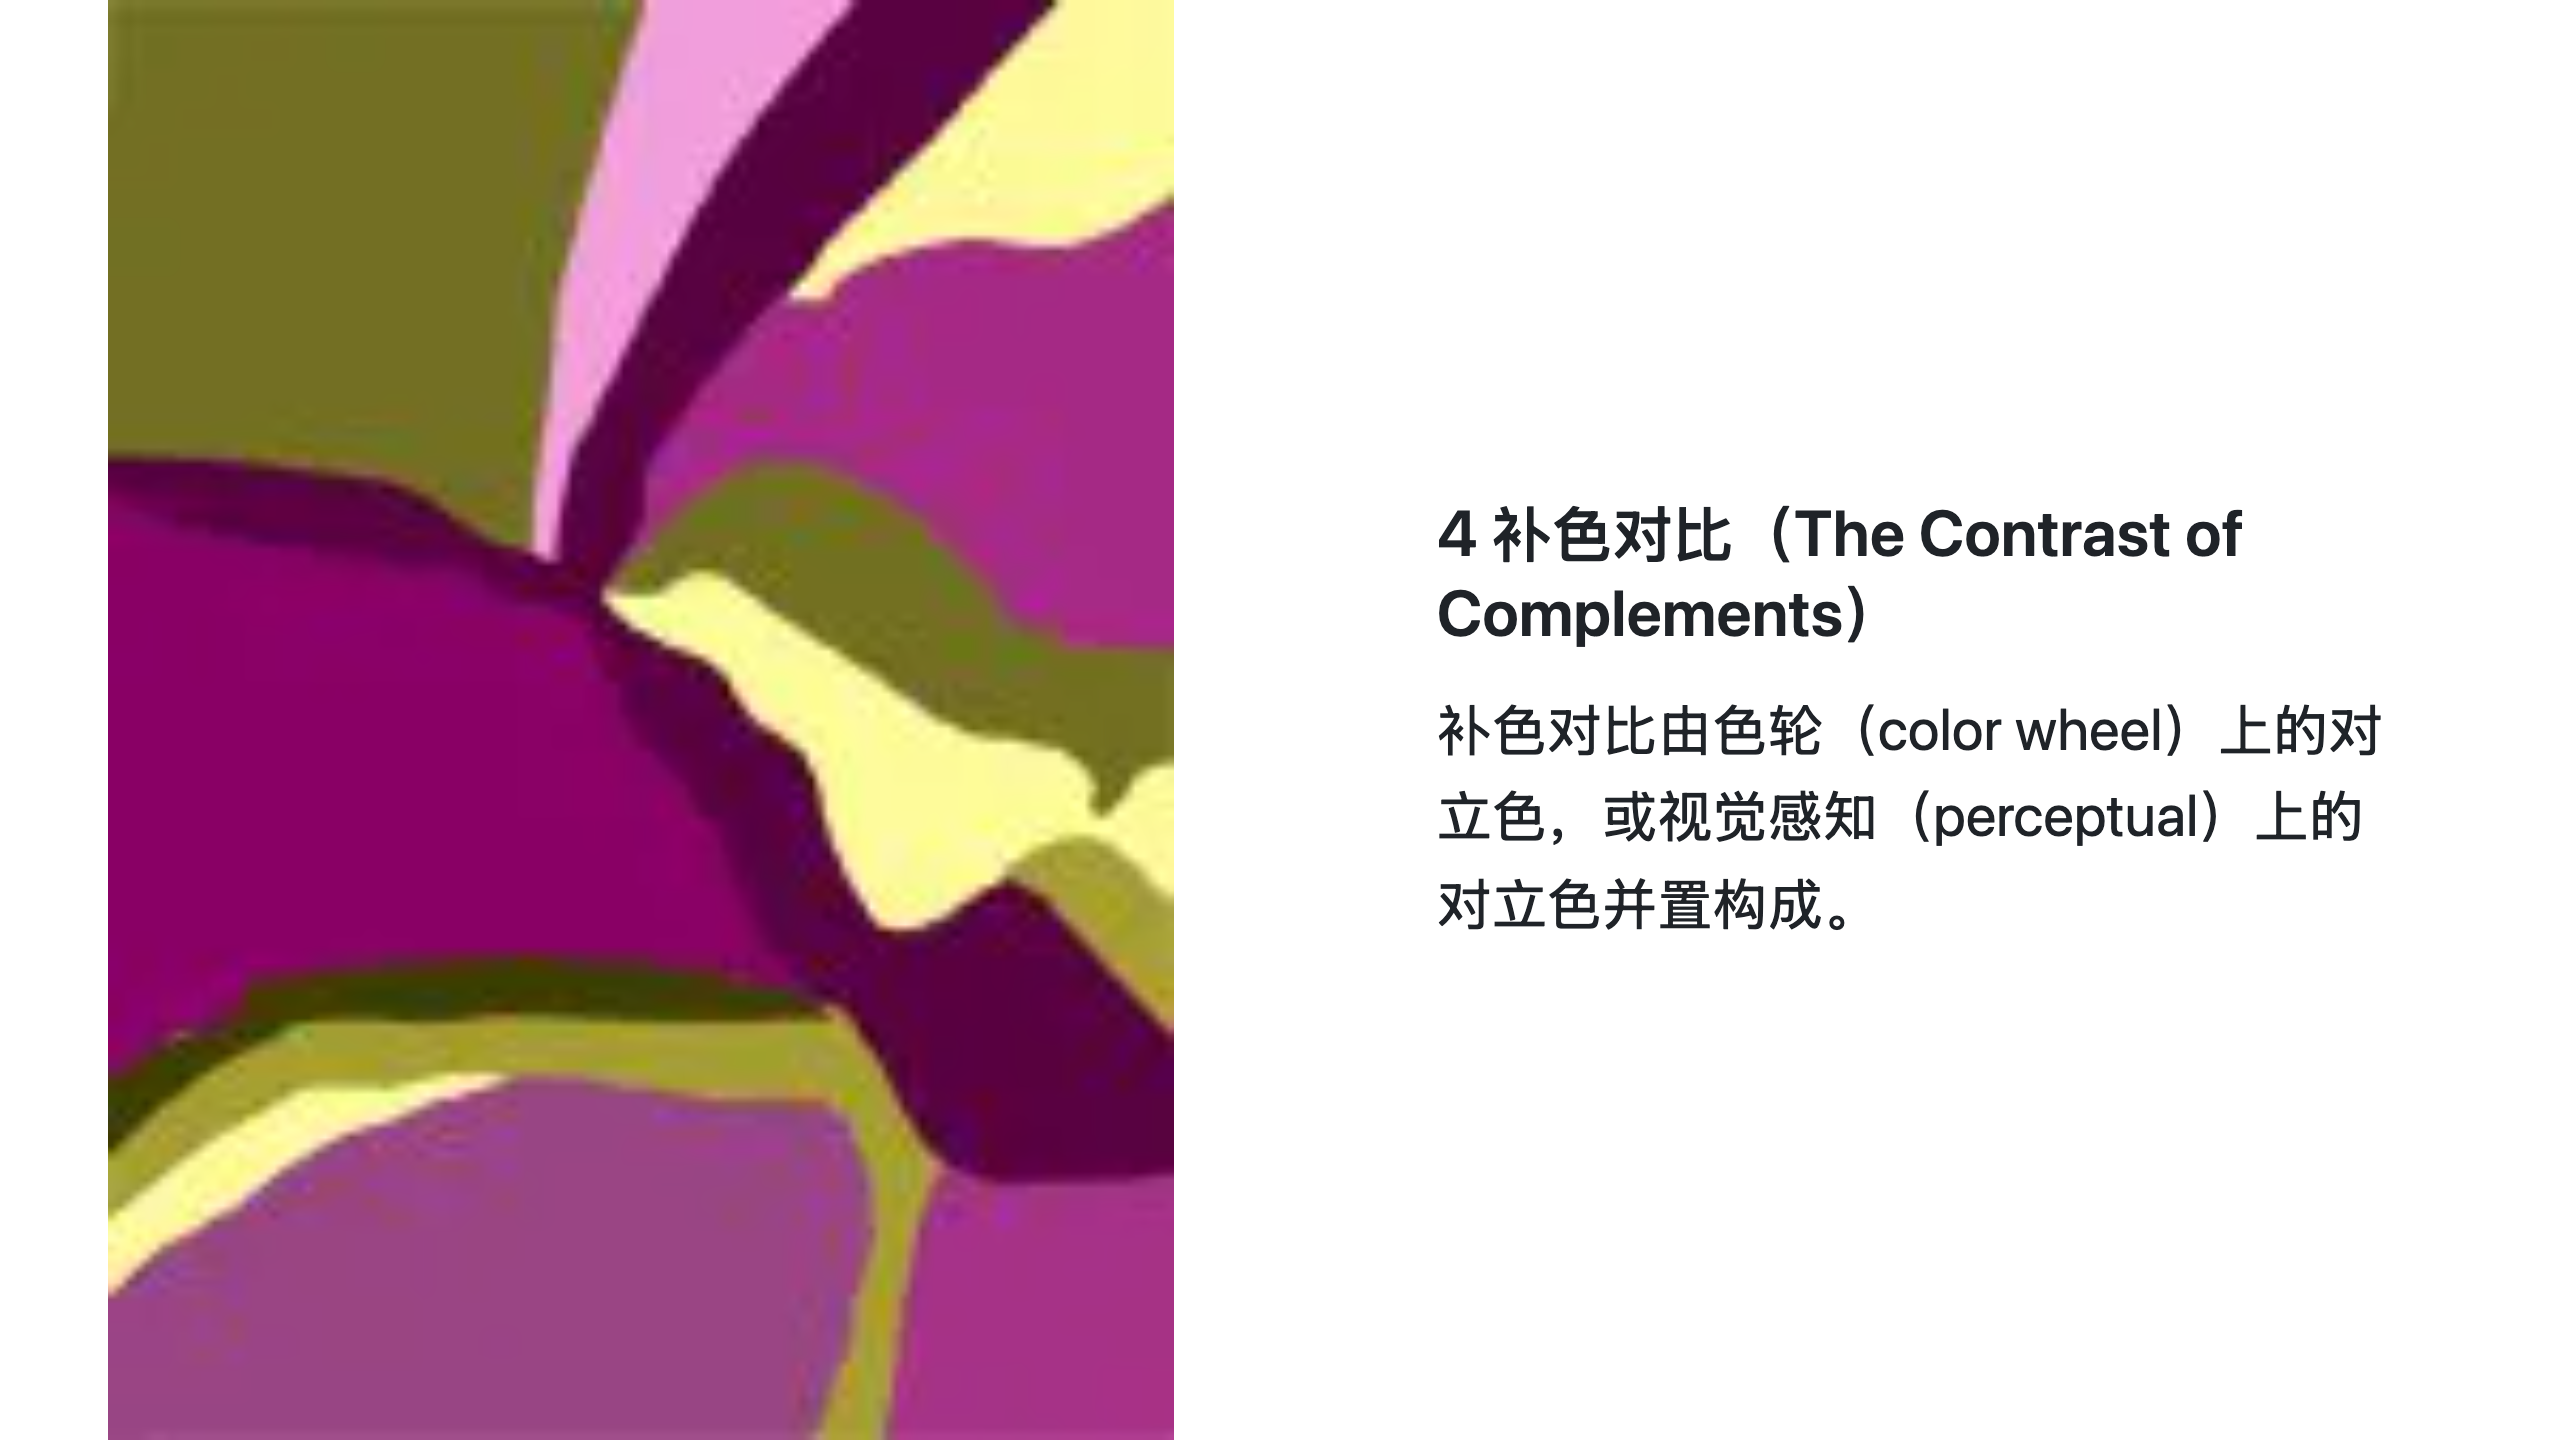 4 补色对比（The Contrast of
Complements）
补色对比由色轮（color wheel）上的对
立色，或视觉感知（perceptual）上的
对立色并置构成。